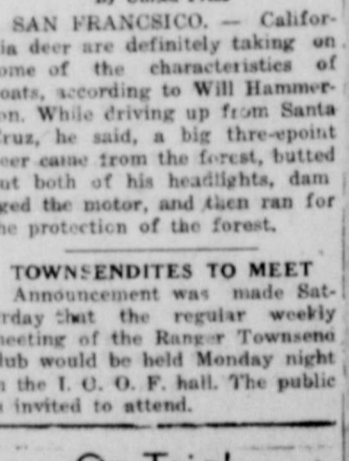 SAN FRANCSICO. — Califor-
ia deer are definitely taking on
ome of the characteristics of
oats, according to Will Hammer-
on. While driving up from Santa
ruz, he said, a big thre-epoint
eer came from the forest, butted
ut both of his headlights, dam
ged the motor, and then ran for
he protection of the forest.
TOWNSENDITES TO MEET
Announcement was made Sat-
rday that the regular weekly
eeting of the Ranger Townsend
lub would be held Monday night
n the I. O. O. F. hall. The public
invited to attend.